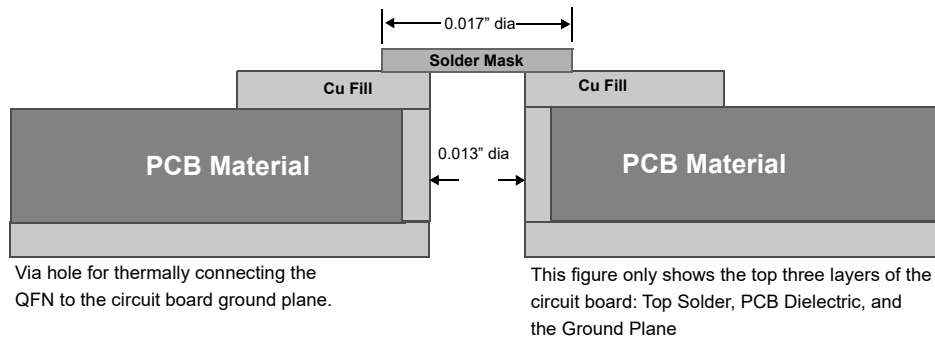 0.017” dia
Solder Mask
Cu Fill
Cu Fill
PCB Material
0.013” dia
PCB Material
Via hole for thermally connecting the
QFN to the circuit board ground plane.
This figure only shows the top three layers of the
circuit board: Top Solder, PCB Dielectric, and
the Ground Plane